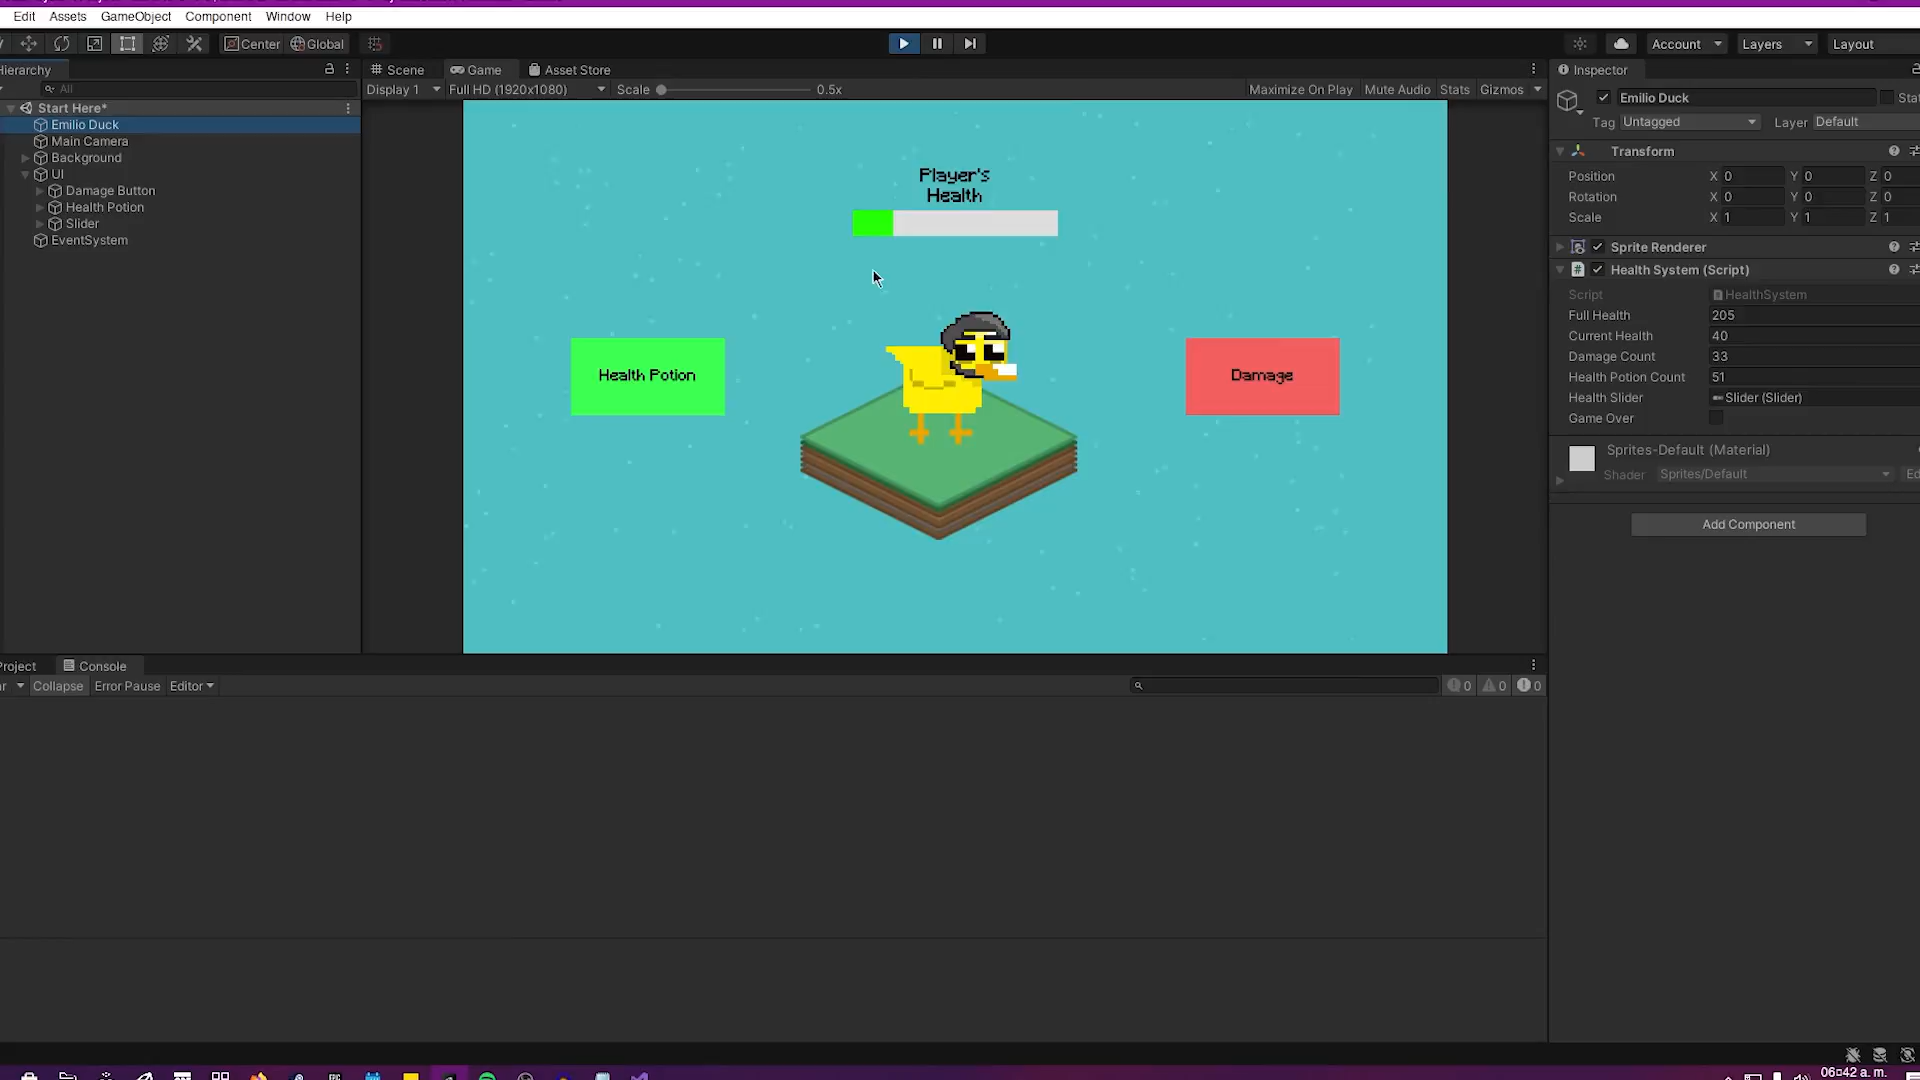 Edit Assets GameObject Component Window Help
Center Global
Account Layers Layout
Hierarchy
All
Start Here*
Emilio Duck
Main Camera
Background
UI
Damage Button
Health Potion
Slider
EventSystem
Scene Game Asset Store
Display 1 Full HD (1920x1080) Scale 0.5x Maximize On Play Mute Audio Stats Gizmos
Player's
Health
Health Potion
Damage
Inspector
Emilio Duck Stat
Tag Untagged Layer Default
Transform
Position X 0 Y 0 Z 0
Rotation X 0 Y 0 Z 0
Scale X 1 Y 1 Z 1
Sprite Renderer
# Health System (Script)
Script HealthSystem
Full Health 205
Current Health 40
Damage Count 33
Health Potion Count 51
Health Slider Slider (Slider)
Game Over
Sprites-Default (Material)
Shader Sprites/Default Ed
Add Component
Project Console
Collapse Error Pause Editor
0 0 0
06:42 a. m.